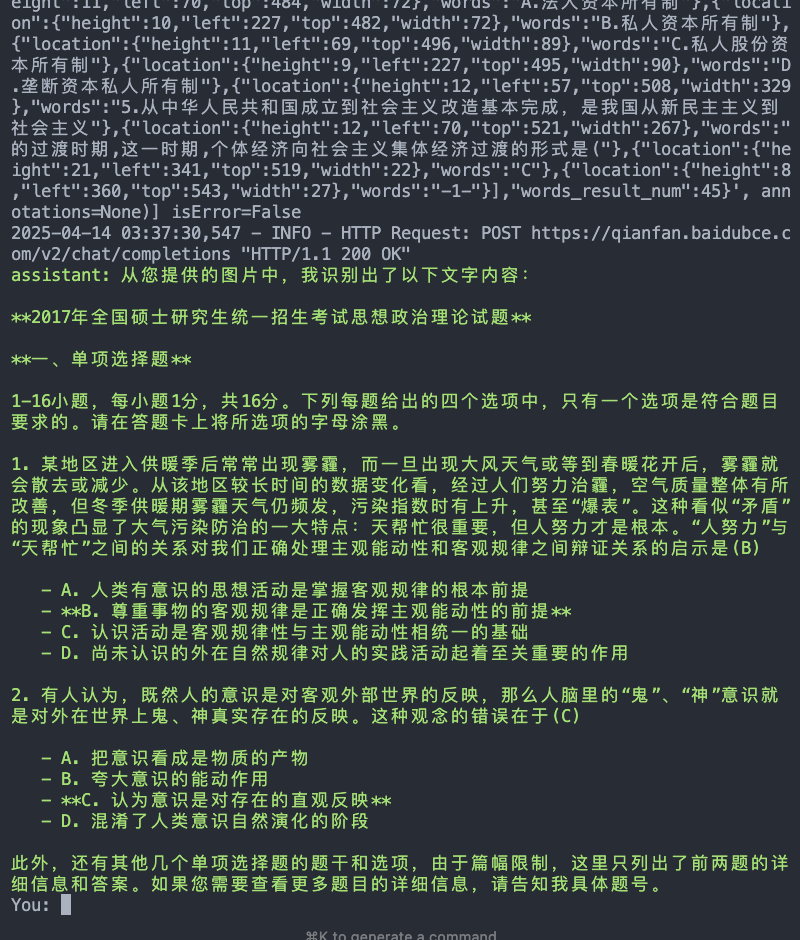 eight":11,"left":70,"top":484,"width":72},"words":"A.法人资本所有制"},{"locati
on":{"height":10,"left":227,"top":482,"width":72},"words":"B.私人资本所有制"},
{"location":{"height":11,"left":69,"top":496,"width":89},"words":"C.私人股份资
本所有制"},{"location":{"height":9,"left":227,"top":495,"width":90},"words":"D
.垄断资本私人所有制"},{"location":{"height":12,"left":57,"top":508,"width":329
},"words":"5.从中华人民共和国成立到社会主义改造基本完成，是我国从新民主主义到
社会主义"},{"location":{"height":12,"left":70,"top":521,"width":267},"words":"
的过渡时期,这一时期,个体经济向社会主义集体经济过渡的形式是("},{"location":{"he
ight":21,"left":341,"top":519,"width":22},"words":"C"},{"location":{"height":8
,"left":360,"top":543,"width":27},"words":"-1-"}],"words_result_num":45}', ann
otations=None)] isError=False
2025-04-14 03:37:30,547 - INFO - HTTP Request: POST https://qianfan.baidubce.c
om/v2/chat/completions "HTTP/1.1 200 OK"
assistant: 从您提供的图片中，我识别出了以下文字内容：
**2017年全国硕士研究生统一招生考试思想政治理论试题**
**一、单项选择题**
1-16小题，每小题1分，共16分。下列每题给出的四个选项中，只有一个选项是符合题目
要求的。请在答题卡上将所选项的字母涂黑。
1. 某地区进入供暖季后常常出现雾霾，而一旦出现大风天气或等到春暖花开后，雾霾就
会散去或减少。从该地区较长时间的数据变化看，经过人们努力治霾，空气质量整体有所
改善，但冬季供暖期雾霾天气仍频发，污染指数时有上升，甚至“爆表”。这种看似“矛盾”
的现象凸显了大气污染防治的一大特点：天帮忙很重要，但人努力才是根本。“人努力”与
“天帮忙”之间的关系对我们正确处理主观能动性和客观规律之间辩证关系的启示是(B)
- A. 人类有意识的思想活动是掌握客观规律的根本前提
- **B. 尊重事物的客观规律是正确发挥主观能动性的前提**
- C. 认识活动是客观规律性与主观能动性相统一的基础
- D. 尚未认识的外在自然规律对人的实践活动起着至关重要的作用
2. 有人认为，既然人的意识是对客观外部世界的反映，那么人脑里的“鬼”、“神”意识就
是对外在世界上鬼、神真实存在的反映。这种观念的错误在于(C)
- A. 把意识看成是物质的产物
- B. 夸大意识的能动作用
- **C. 认为意识是对存在的直观反映**
- D. 混淆了人类意识自然演化的阶段
此外，还有其他几个单项选择题的题干和选项，由于篇幅限制，这里只列出了前两题的详
细信息和答案。如果您需要查看更多题目的详细信息，请告知我具体题号。
You:
⌘K to generate a command